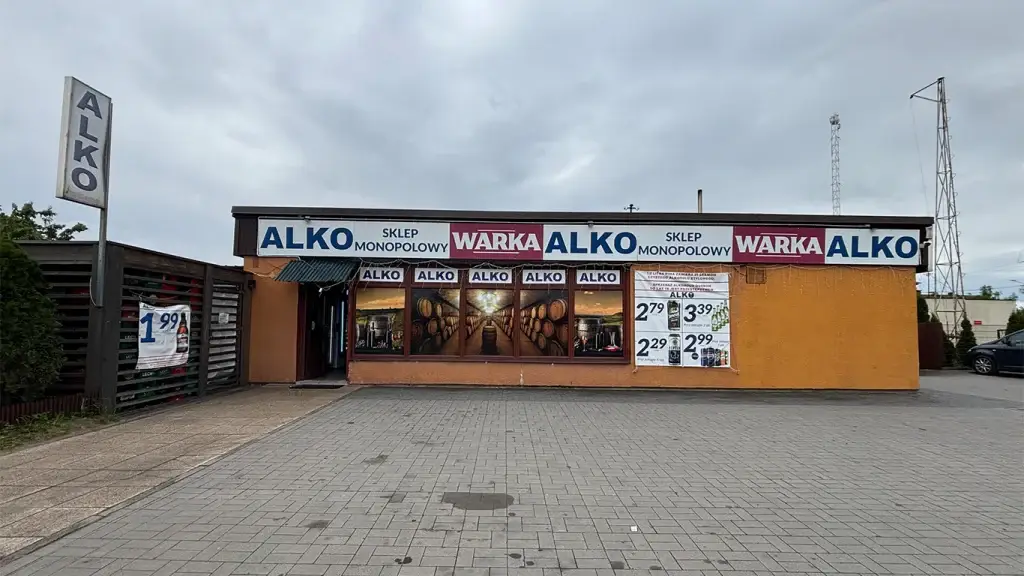 ALKO
ALKO
SKLEP
MONOPOLOWY
WARKA
ALKO
SKLEP
MONOPOLOWY
WARKA
ALKO
ALKO
ALKO
ALKO
ALKO
ALKO
ALKO
2 79
3 39
2 29
2 99
1 99